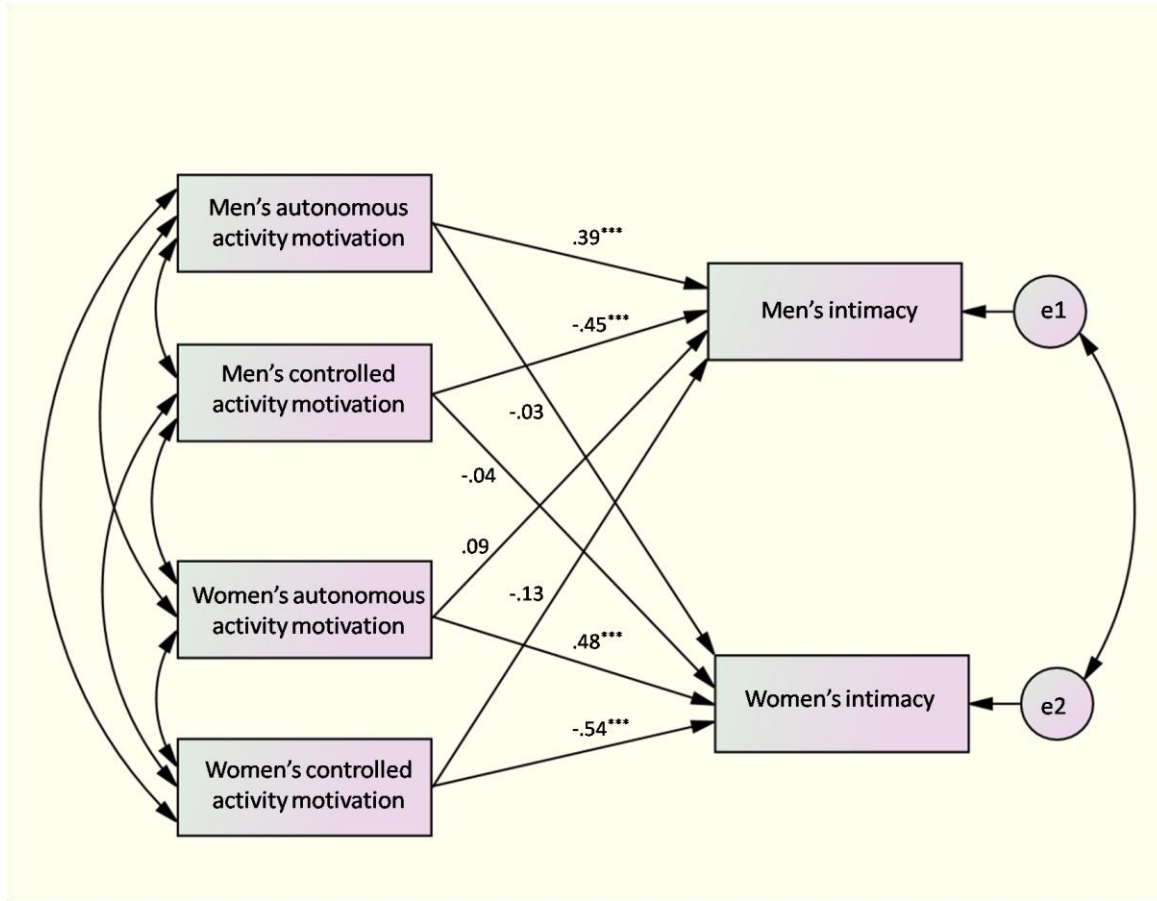 Men’s autonomous
activity motivation
.39***
Men’s intimacy
e1
-.45***
Men’s controlled
activity motivation
-.03
-.04
.09
Women’s autonomous
activity motivation
-.13
.48***
Women’s intimacy
e2
-.54***
Women’s controlled
activity motivation